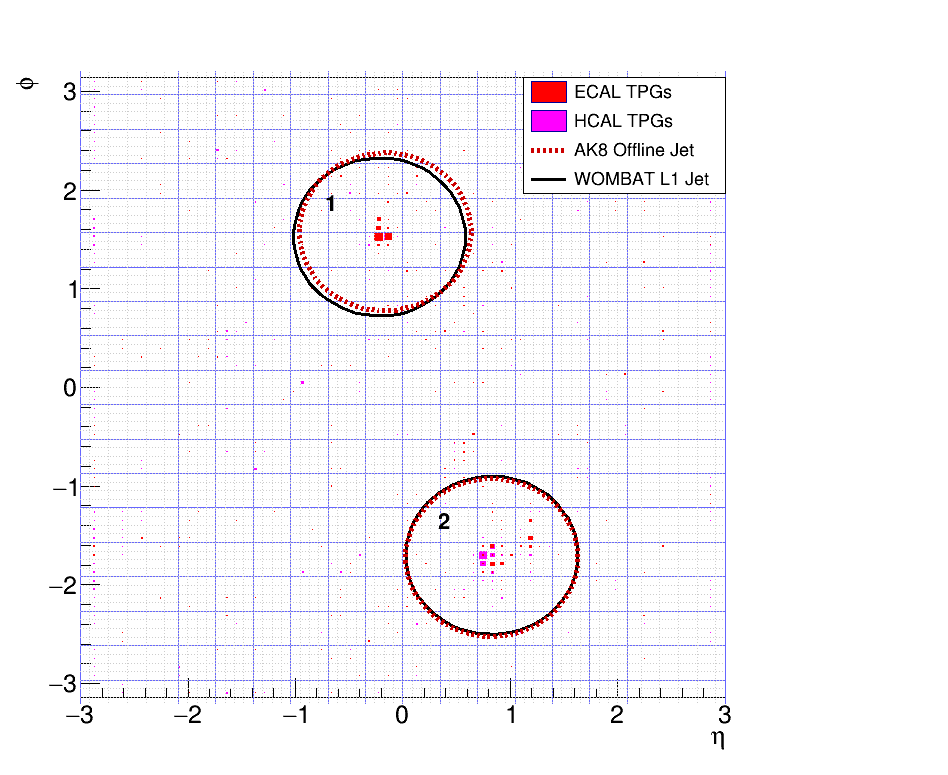 φ
3
2
1
0
−1
−2
−3
ECAL TPGs
HCAL TPGs
AK8 Offline Jet
WOMBAT L1 Jet
1
2
−3 −2 −1 0 1 2 3
η